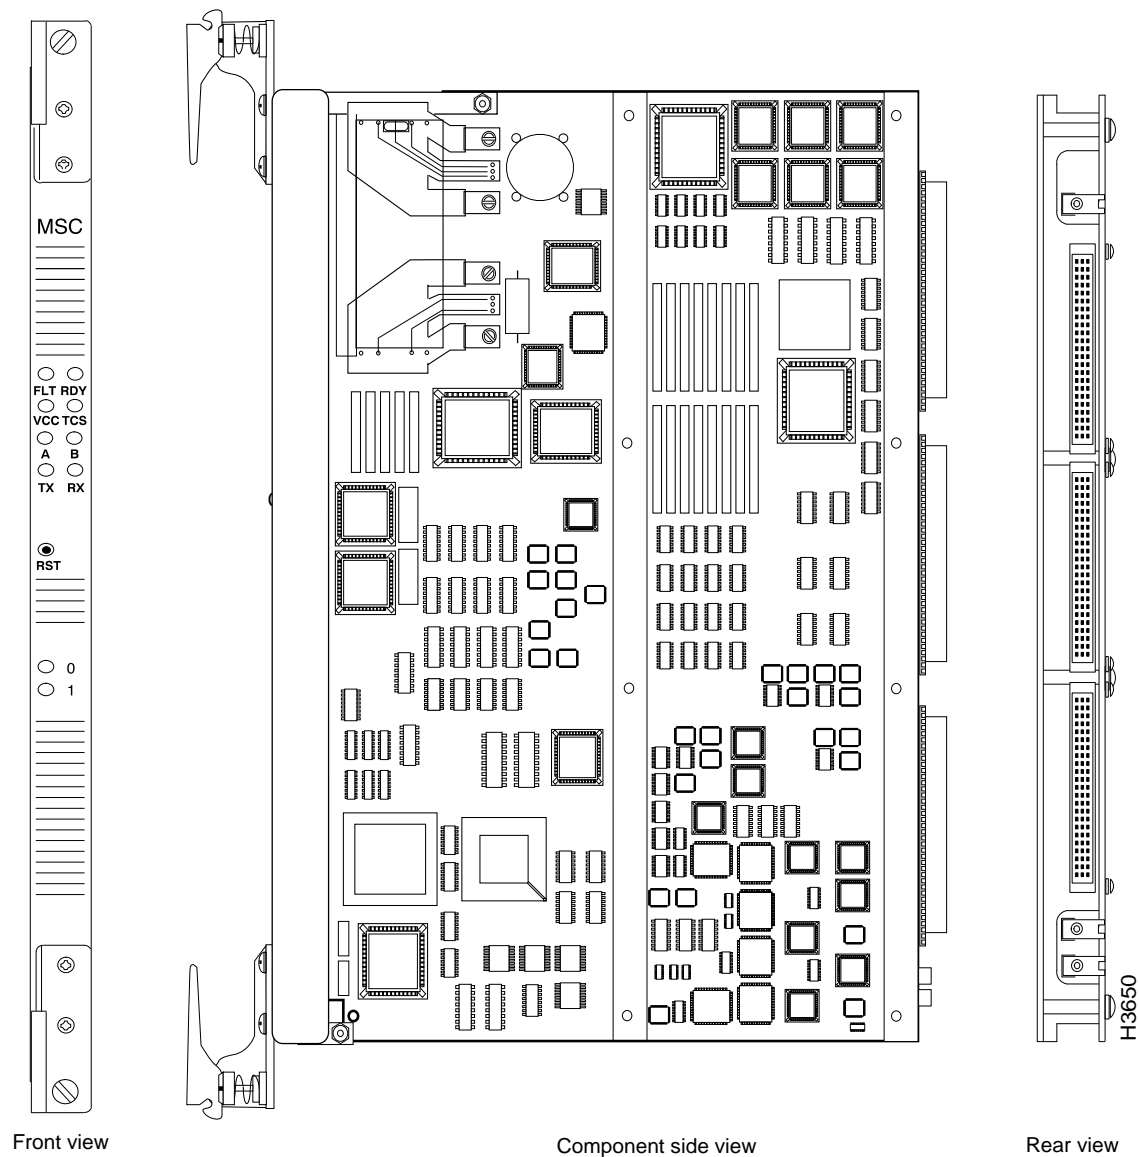 MSC
FLT RDY
VCC TCS
A B
TX RX
RST
0
1
H3650
Front view
Component side view
Rear view